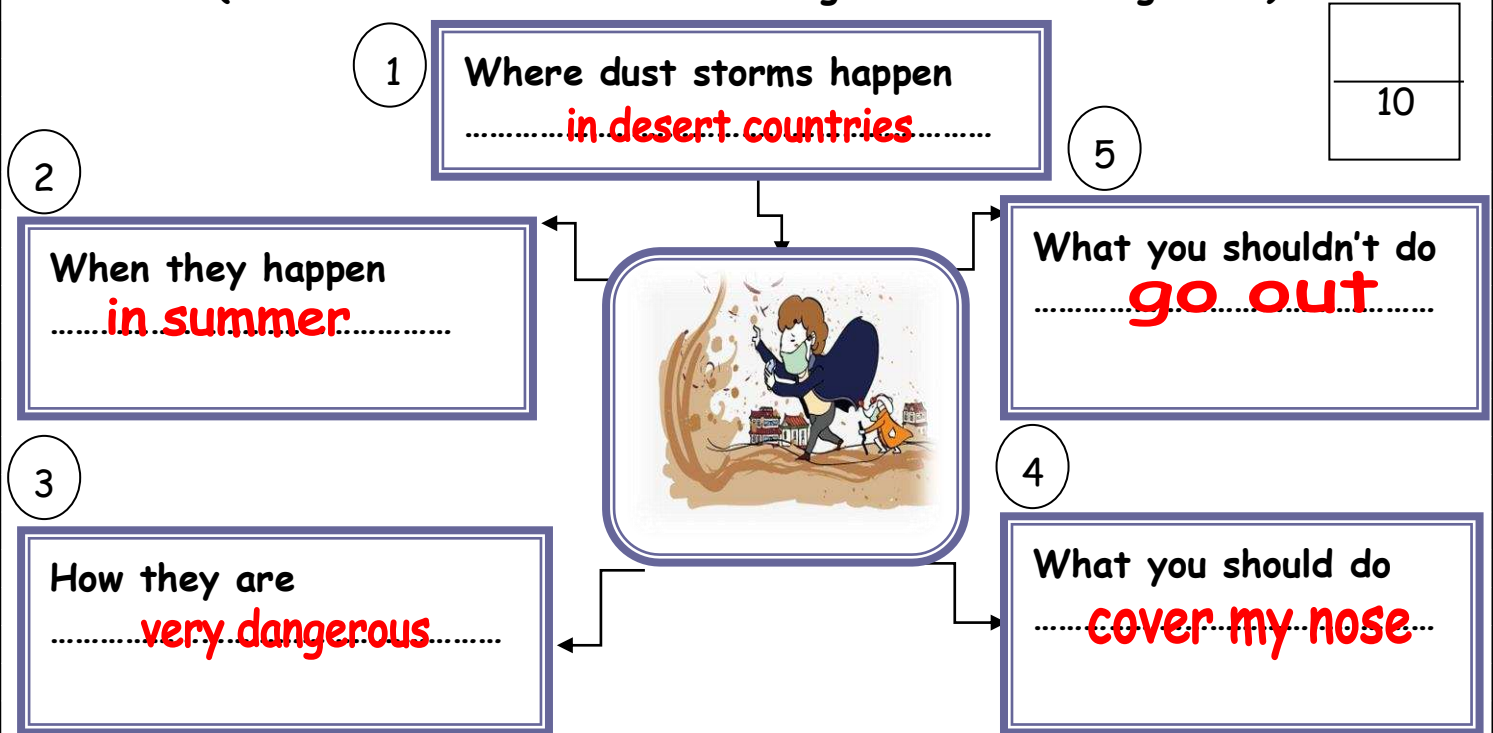 1
Where dust storms happen
in desert countries
10
2
When they happen
in summer
5
What you shouldn't do
go out
3
How they are
very dangerous
4
What you should do
cover my nose